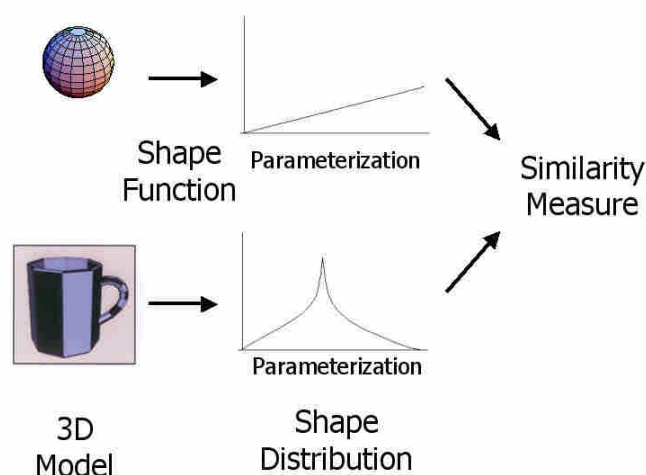 Shape
Function
Parameterization
Similarity
Measure
Parameterization
3D
Model
Shape
Distribution